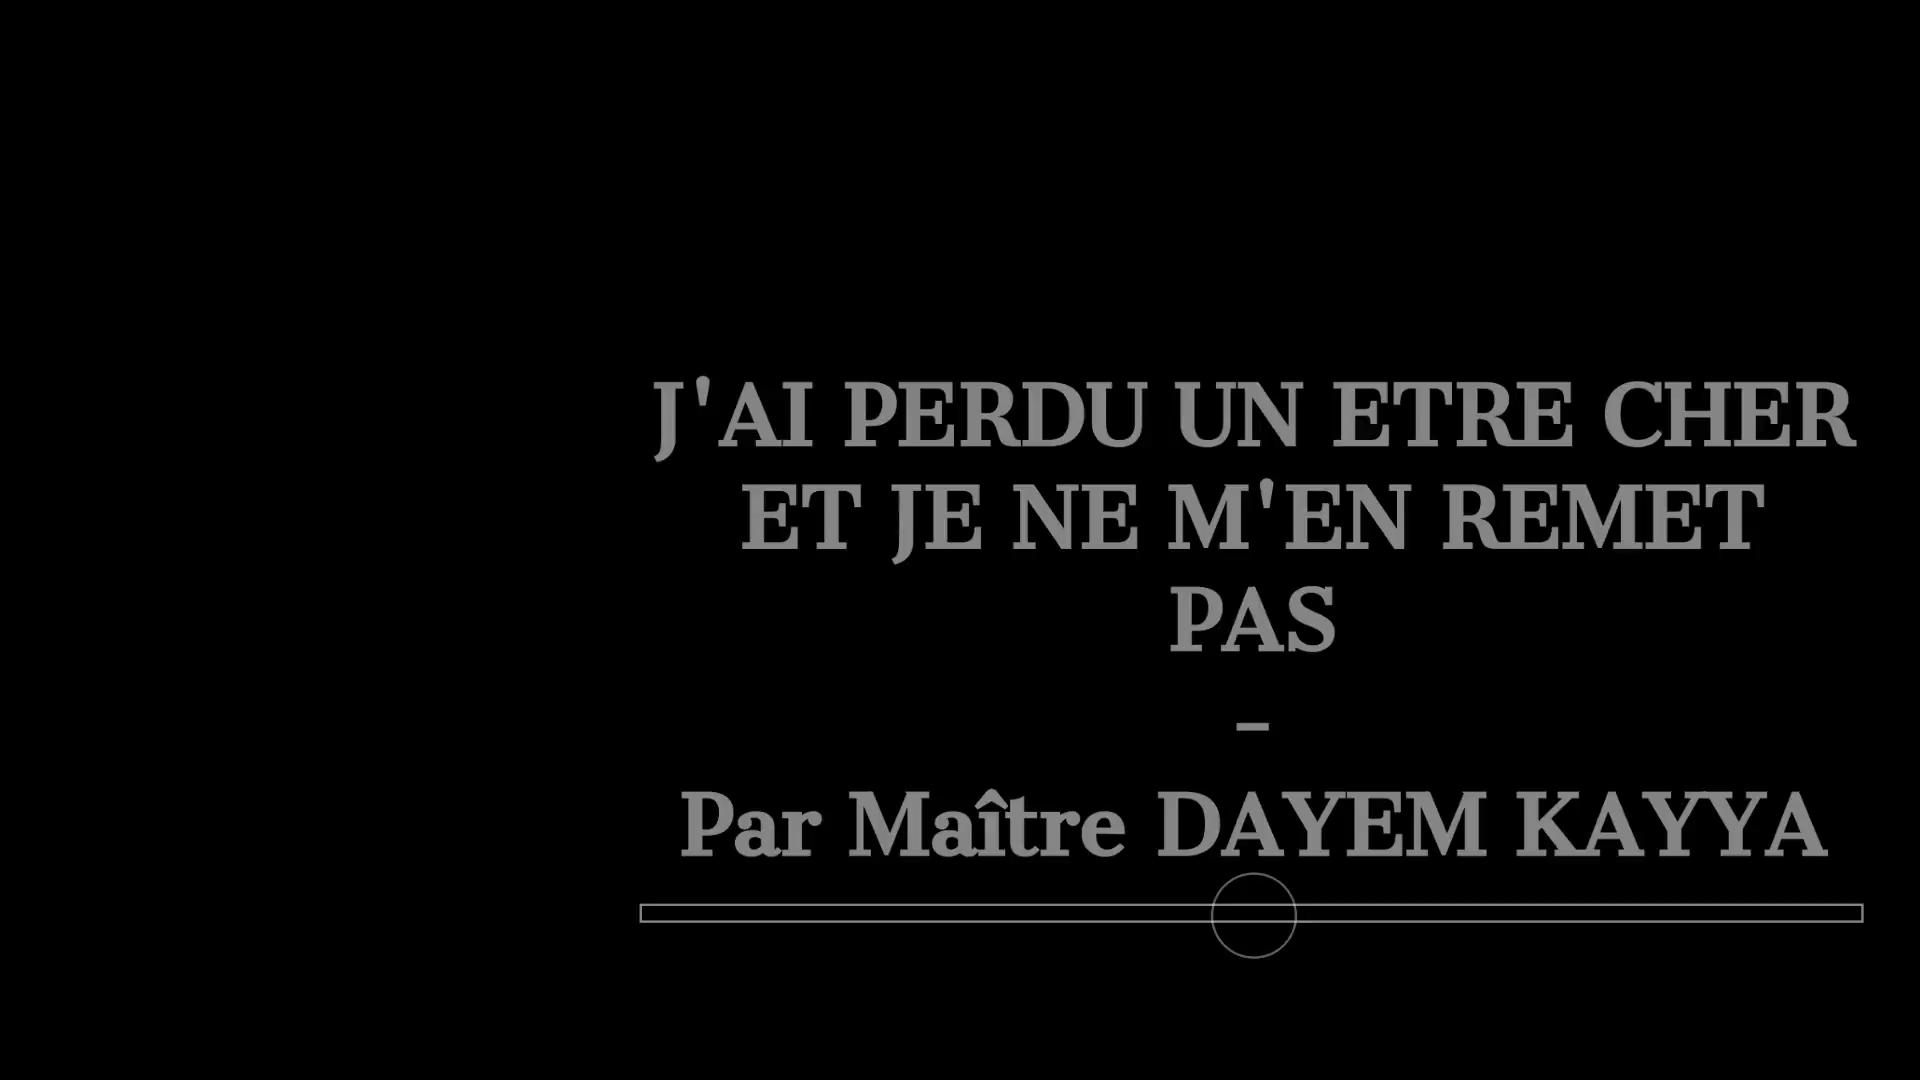 J'AI PERDU UN ETRE CHER
ET JE NE M'EN REMET
PAS
-
Par Maître DAYEM KAYYA